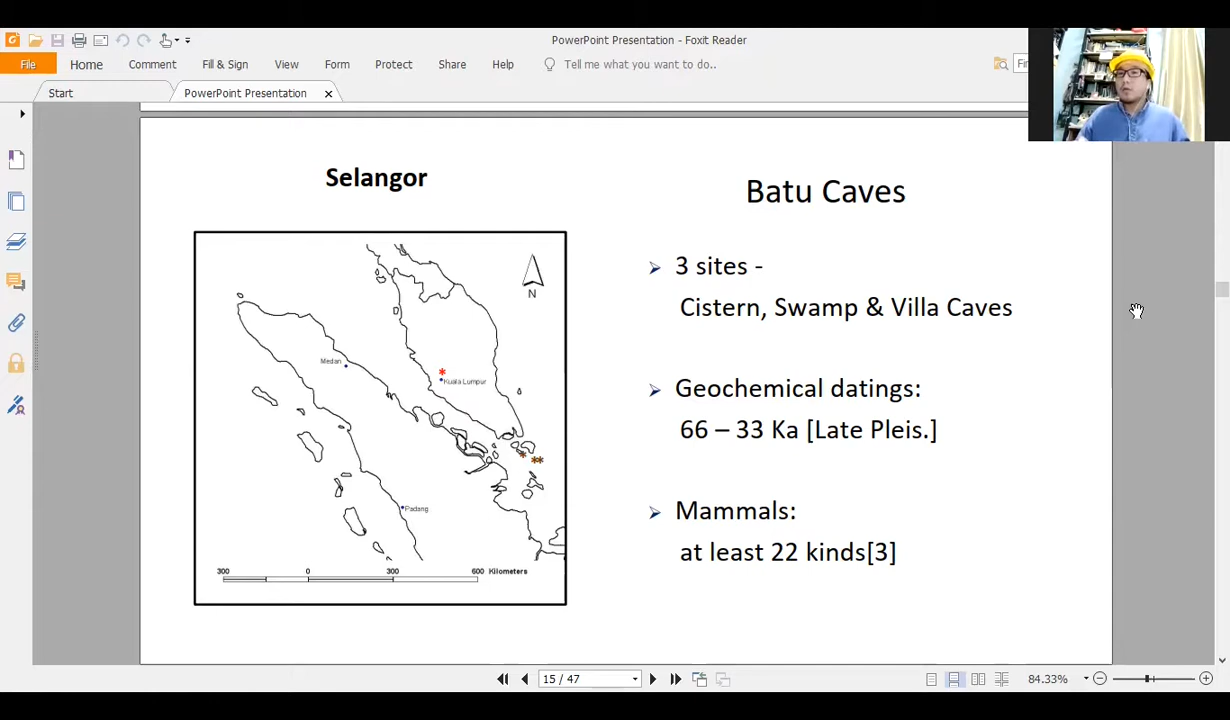 PowerPoint Presentation - Foxit Reader
File Home Comment Fill & Sign View Form Protect Share Help Tell me what you want to do..
Start PowerPoint Presentation
Selangor
N
Medan
*
Kuala Lumpur
* **
Padang
300 0 300 600 Kilometers
Batu Caves
3 sites -
Cistern, Swamp & Villa Caves
Geochemical datings:
66 – 33 Ka [Late Pleis.]
Mammals:
at least 22 kinds[3]
15 / 47 84.33%